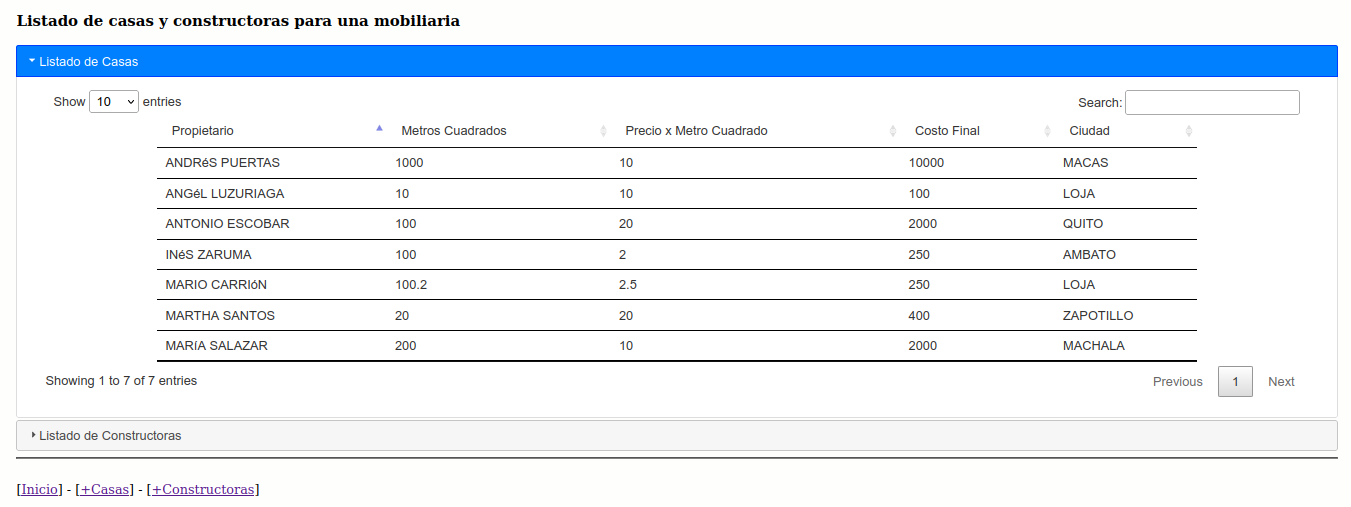 Listado de casas y constructoras para una mobiliaria
Listado de Casas
Show 10 entries Search:
Propietario Metros Cuadrados Precio x Metro Cuadrado Costo Final Ciudad
ANDRéS PUERTAS 1000 10 10000 MACAS
ANGéL LUZURIAGA 10 10 100 LOJA
ANTONIO ESCOBAR 100 20 2000 QUITO
INéS ZARUMA 100 2 250 AMBATO
MARIO CARRIóN 100.2 2.5 250 LOJA
MARTHA SANTOS 20 20 400 ZAPOTILLO
MARíA SALAZAR 200 10 2000 MACHALA
Showing 1 to 7 of 7 entries Previous 1 Next
Listado de Constructoras
[Inicio] - [+Casas] - [+Constructoras]